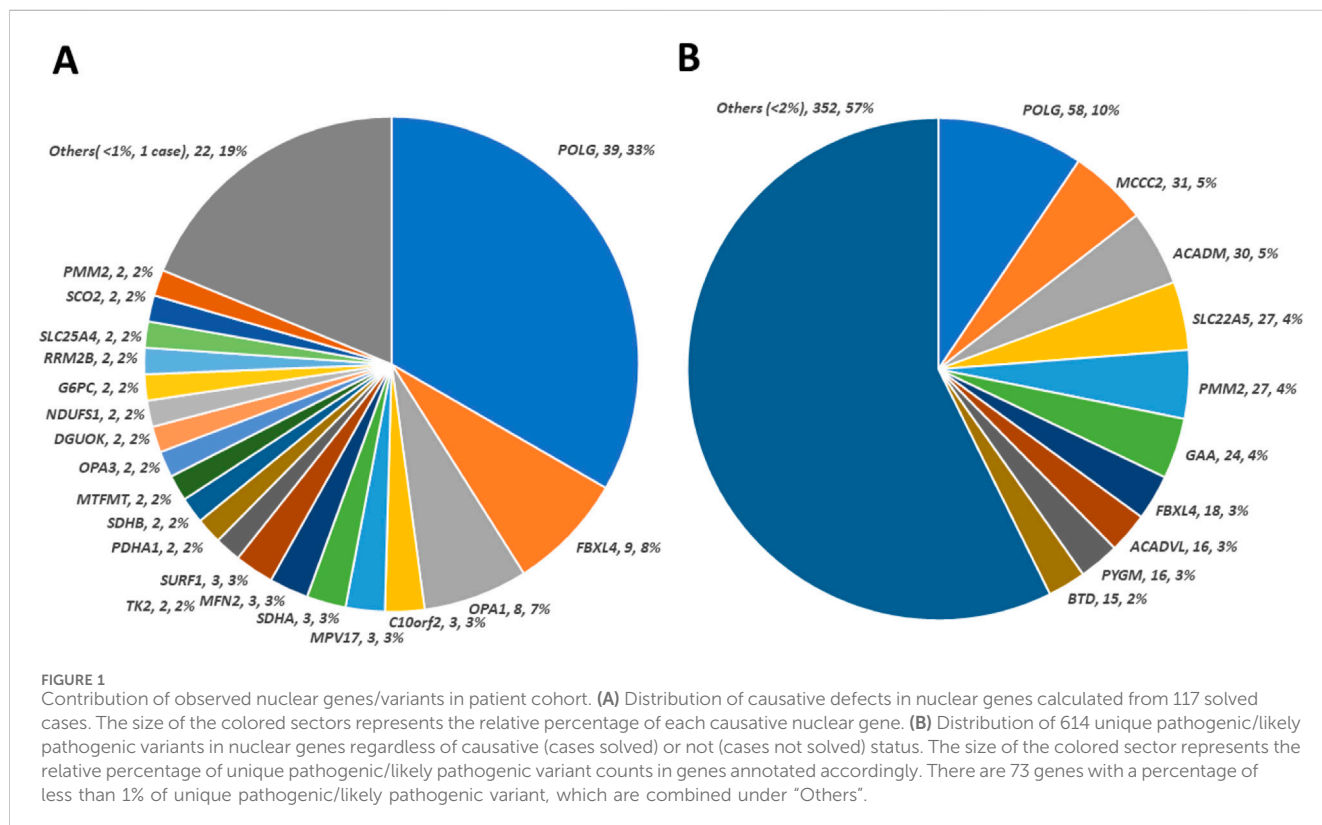 A
B
Others( <1%, 1 case), 22, 19%
POLG, 39, 33%
PMM2, 2, 2%
SCO2, 2, 2%
SLC25A4, 2, 2%
RRM2B, 2, 2%
G6PC, 2, 2%
NDUFS1, 2, 2%
DGUOK, 2, 2%
OPA3, 2, 2%
MTFMT, 2, 2%
SDHB, 2, 2%
PDHA1, 2, 2%
SURF1, 3, 3%
TK2, 2, 2%
MFN2, 3, 3%
SDHA, 3, 3%
MPV17, 3, 3%
C10orf2, 3, 3%
OPA1, 8, 7%
FBXL4, 9, 8%
Others (<2%), 352, 57%
POLG, 58, 10%
MCCC2, 31, 5%
ACADM, 30, 5%
SLC22A5, 27, 4%
PMM2, 27, 4%
GAA, 24, 4%
FBXL4, 18, 3%
ACADVL, 16, 3%
PYGM, 16, 3%
BTD, 15, 2%
FIGURE 1
Contribution of observed nuclear genes/variants in patient cohort. (A) Distribution of causative defects in nuclear genes calculated from 117 solved
cases. The size of the colored sectors represents the relative percentage of each causative nuclear gene. (B) Distribution of 614 unique pathogenic/likely
pathogenic variants in nuclear genes regardless of causative (cases solved) or not (cases not solved) status. The size of the colored sector represents the
relative percentage of unique pathogenic/likely pathogenic variant counts in genes annotated accordingly. There are 73 genes with a percentage of
less than 1% of unique pathogenic/likely pathogenic variant, which are combined under “Others”.